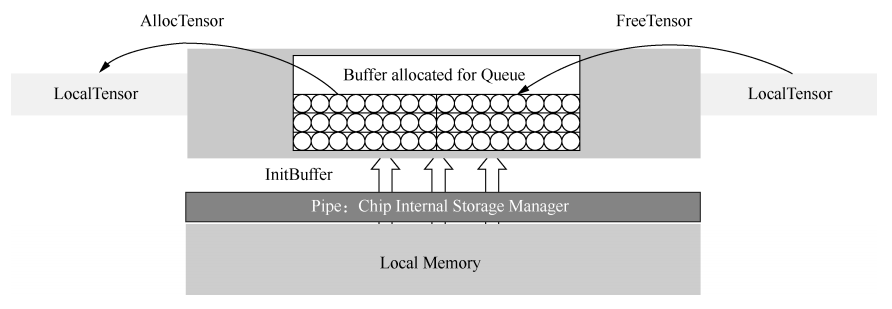 AllocTensor
FreeTensor
Buffer allocated for Queue
LocalTensor
LocalTensor
InitBuffer
Pipe：Chip Internal Storage Manager
Local Memory